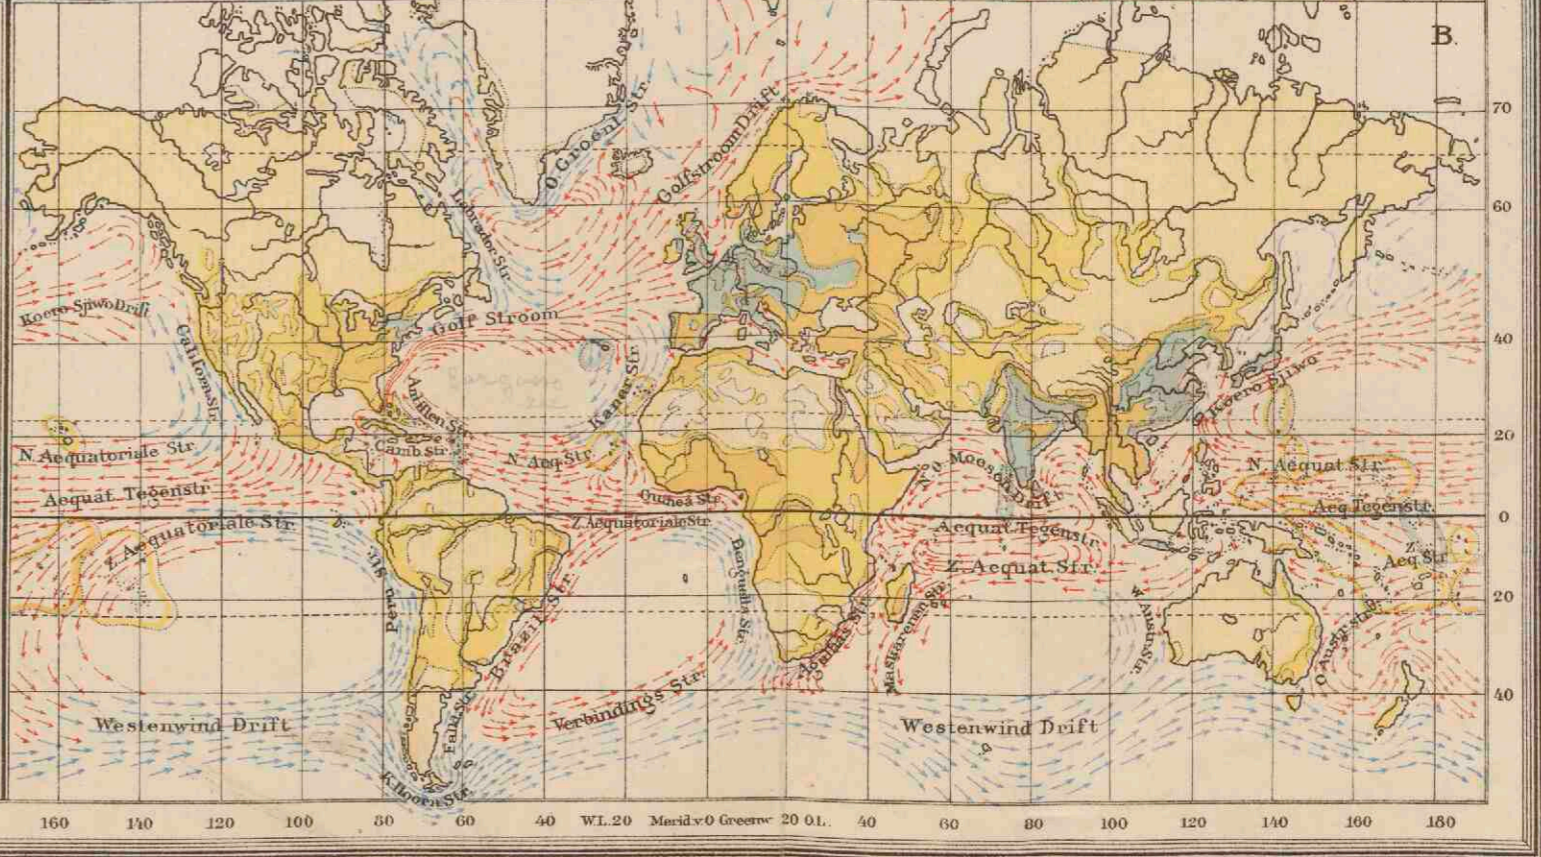 B.
70
O. Groenl. Str.
Golfstroom Drift
60
Labrador Str.
Koero Sjiwo Drift
Golf Stroom
Californ. Str.
40
Kanar. Str.
Koero Sjiwo
Antillen Str.
Caraib. Str.
20
N. Aequatoriale Str.
N. Aeq. Str.
N.O. Moeson Drift
N. Aequat. Str.
Aequat. Tegenstr.
Guinea Str.
Aeq. Tegenstr.
0
Z. Aequatoriale Str.
Z. Aequatoriale Str.
Aequat. Tegenstr.
Z. Aeq. Str.
Z. Aequat. Str.
Peru Str.
Benguela Str.
20
Brazil Str.
Agulhas Str.
Maskarenen Str.
W. Austr. Str.
O. Austr. Str.
40
Westenwind Drift
Falkl. Str.
Verbindings Str.
Westenwind Drift
K. Hoorn Str.
160 140 120 100 80 60 40 W.L. 20 Merid. v. 0 Greenw. 20 O.L. 40 60 80 100 120 140 160 180